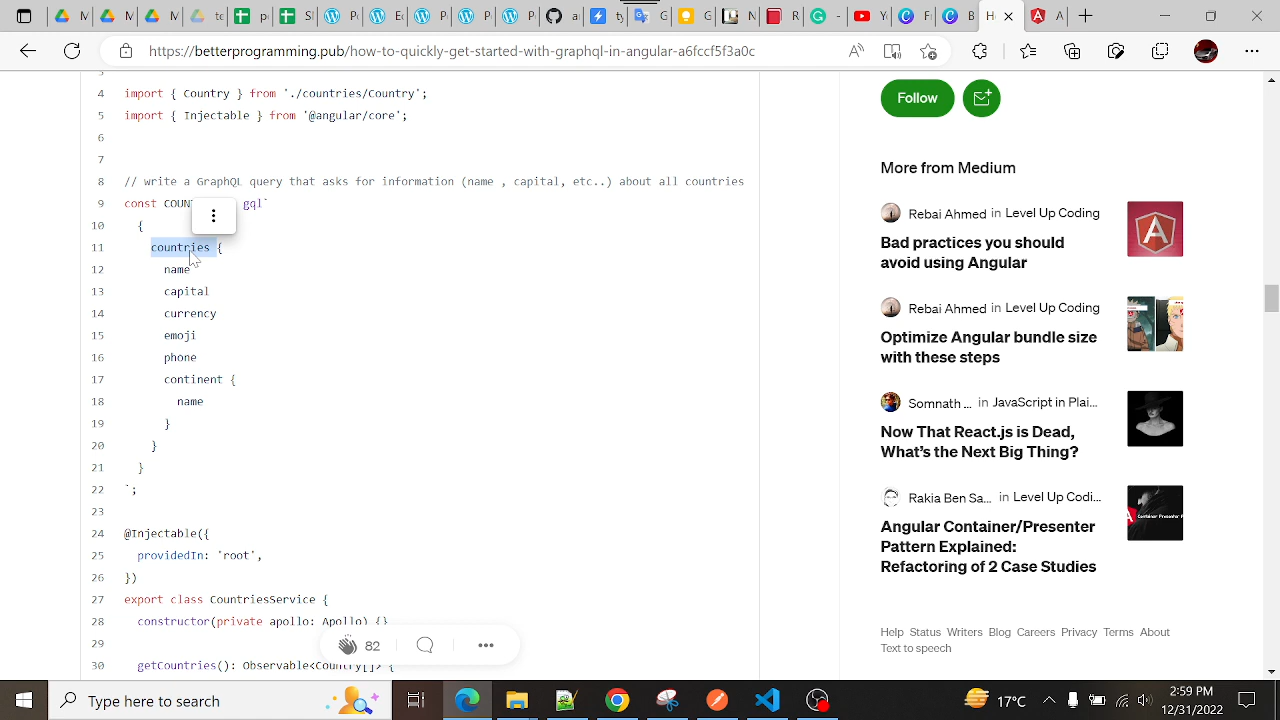 https://betterprogramming.pub/how-to-quickly-get-started-with-graphql-in-angular-a6fccf5f3a0c
4 import { Country } from './countries/Country';
5 import { Injectable } from '@angular/core';
6
7
8 // write a GraphQL query that asks for information (name , capital, etc..) about all countries
9 const COU gql`
10 {
11 countries {
12 name
13 capital
14 currency
15 emoji
16 phone
17 continent {
18 name
19 }
20 }
21 }
22 `;
23
24 @Injectable({
25 providedIn: 'root',
26 })
27 export class CountriesService {
28 constructor(private apollo: Apollo) {}
29
30 getCountries(): Observable<Country[]> {
82
Follow
More from Medium
Rebai Ahmed in Level Up Coding
Bad practices you should
avoid using Angular
Rebai Ahmed in Level Up Coding
Optimize Angular bundle size
with these steps
Somnath ... in JavaScript in Plai...
Now That React.js is Dead,
What's the Next Big Thing?
Rakia Ben Sa... in Level Up Codi...
Angular Container/Presenter
Pattern Explained:
Refactoring of 2 Case Studies
Help Status Writers Blog Careers Privacy Terms About
Text to speech
Type here to search
17°C
2:59 PM
12/31/2022